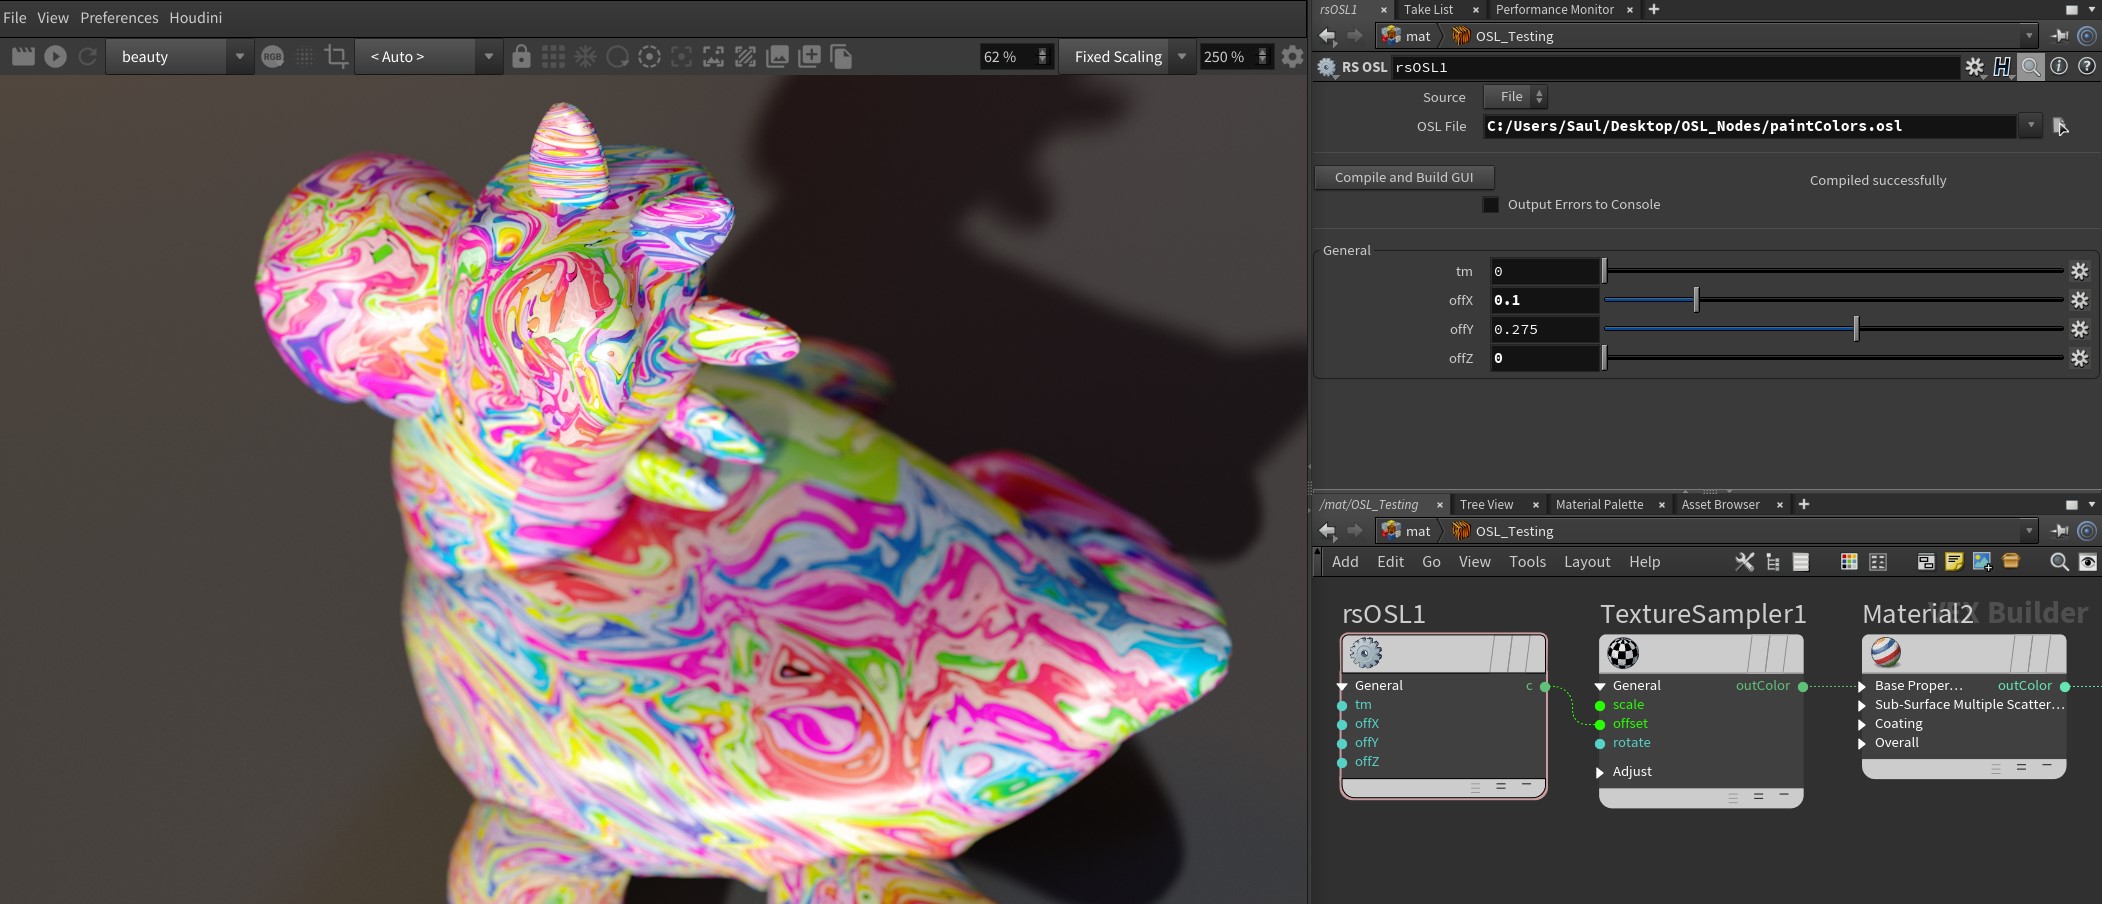 File View Preferences Houdini
beauty RGB < Auto > 62 % Fixed Scaling 250 %
rsOSL1 Take List Performance Monitor
mat OSL_Testing
RS OSL rsOSL1
Source File
OSL File C:/Users/Saul/Desktop/OSL_Nodes/paintColors.osl
Compile and Build GUI Compiled successfully
Output Errors to Console
General
tm 0
offX 0.1
offY 0.275
offZ 0
/mat/OSL_Testing Tree View Material Palette Asset Browser
mat OSL_Testing
Add Edit Go View Tools Layout Help
rsOSL1
General c
tm
offX
offY
offZ
TextureSampler1
General outColor
scale
offset
rotate
Adjust
Material2 Builder
Base Proper... outColor
Sub-Surface Multiple Scatter...
Coating
Overall